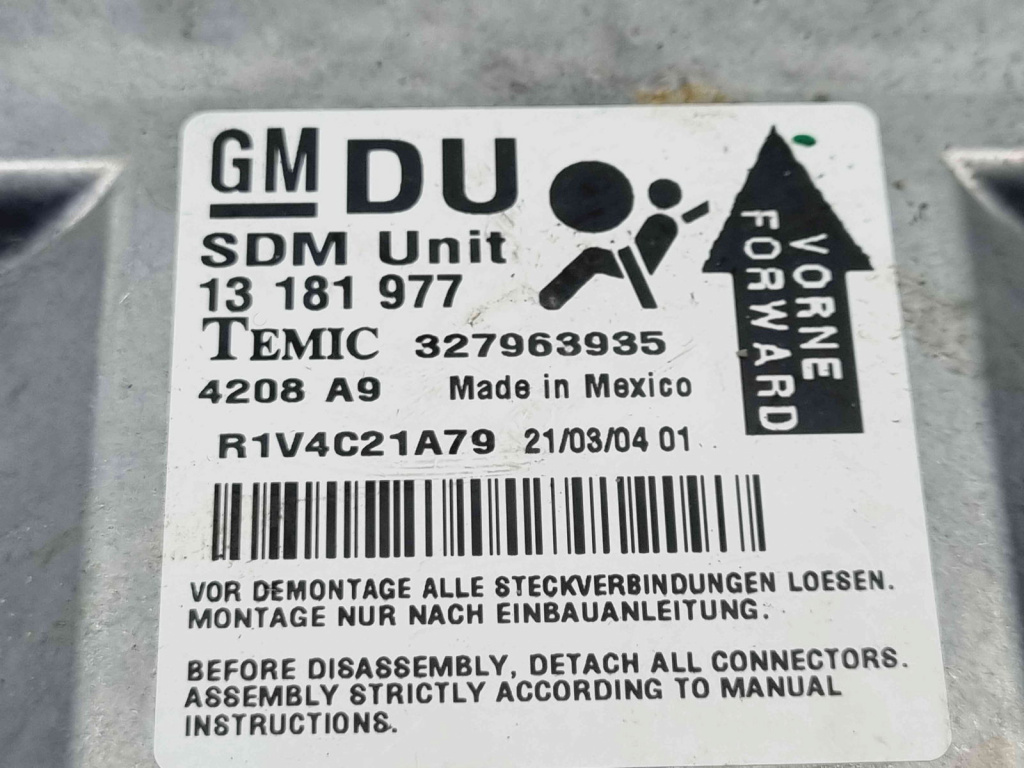 GM DU
SDM Unit
13 181 977
TEMIC 327963935
4208 A9 Made in Mexico
R1V4C21A79 21/03/04 01
VORNE
FORWARD
VOR DEMONTAGE ALLE STECKVERBINDUNGEN LOESEN.
MONTAGE NUR NACH EINBAUANLEITUNG.
BEFORE DISASSEMBLY, DETACH ALL CONNECTORS.
ASSEMBLY STRICTLY ACCORDING TO MANUAL
INSTRUCTIONS.